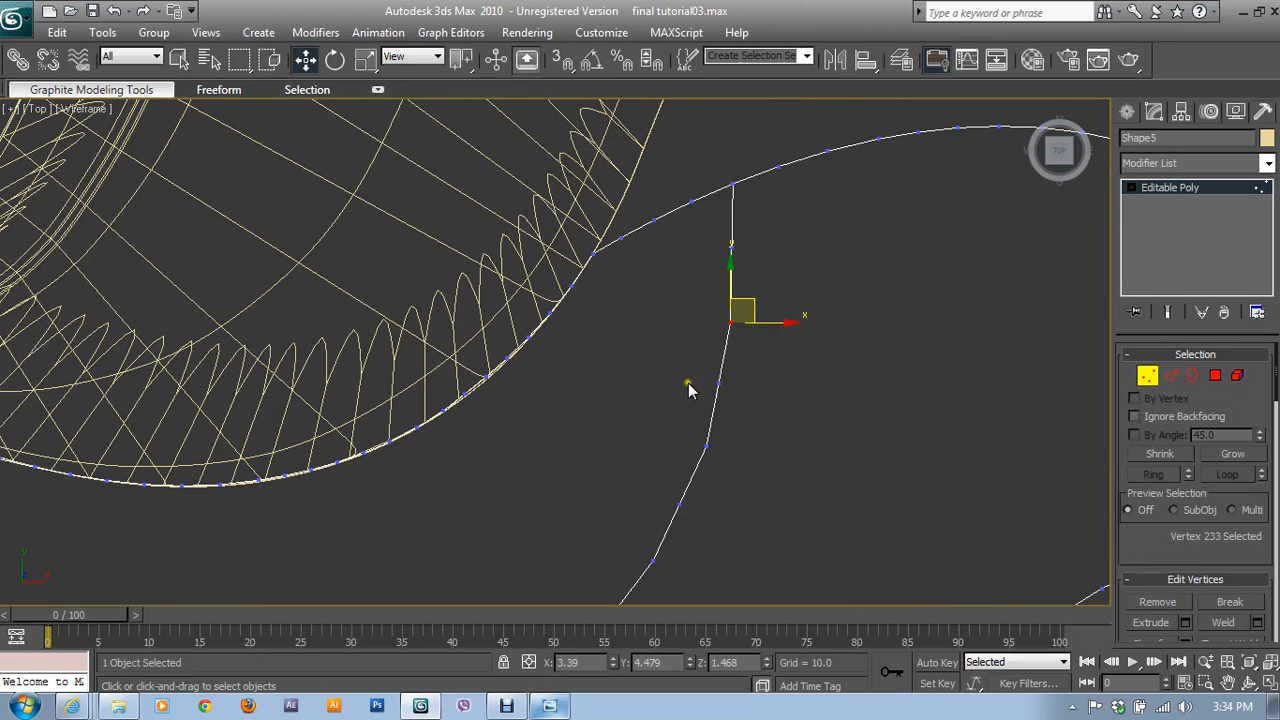 Autodesk 3ds Max 2010 - Unregistered Version final tutorial03.max
Type a keyword or phrase
Edit Tools Group Views Create Modifiers Animation Graph Editors Rendering Customize MAXScript Help
All View Create Selection Se
Graphite Modeling Tools Freeform Selection
[ + ] [ Top ] [ Wireframe ]
TOP
Shape5
Modifier List
Editable Poly
y
x
Selection
By Vertex
Ignore Backfacing
By Angle: 45.0
Shrink Grow
Ring Loop
Preview Selection
Off SubObj Multi
Vertex 233 Selected
Edit Vertices
Remove Break
Extrude Weld
y
0 / 100
0 5 10 15 20 25 30 35 40 45 50 55 60 65 70 75 80 85 90 95 100
1 Object Selected X: 3.39 Y: 4.479 Z: 1.468 Grid = 10.0 Auto Key Selected
Welcome to M Click or click-and-drag to select objects Add Time Tag Set Key Key Filters... 0
3:34 PM